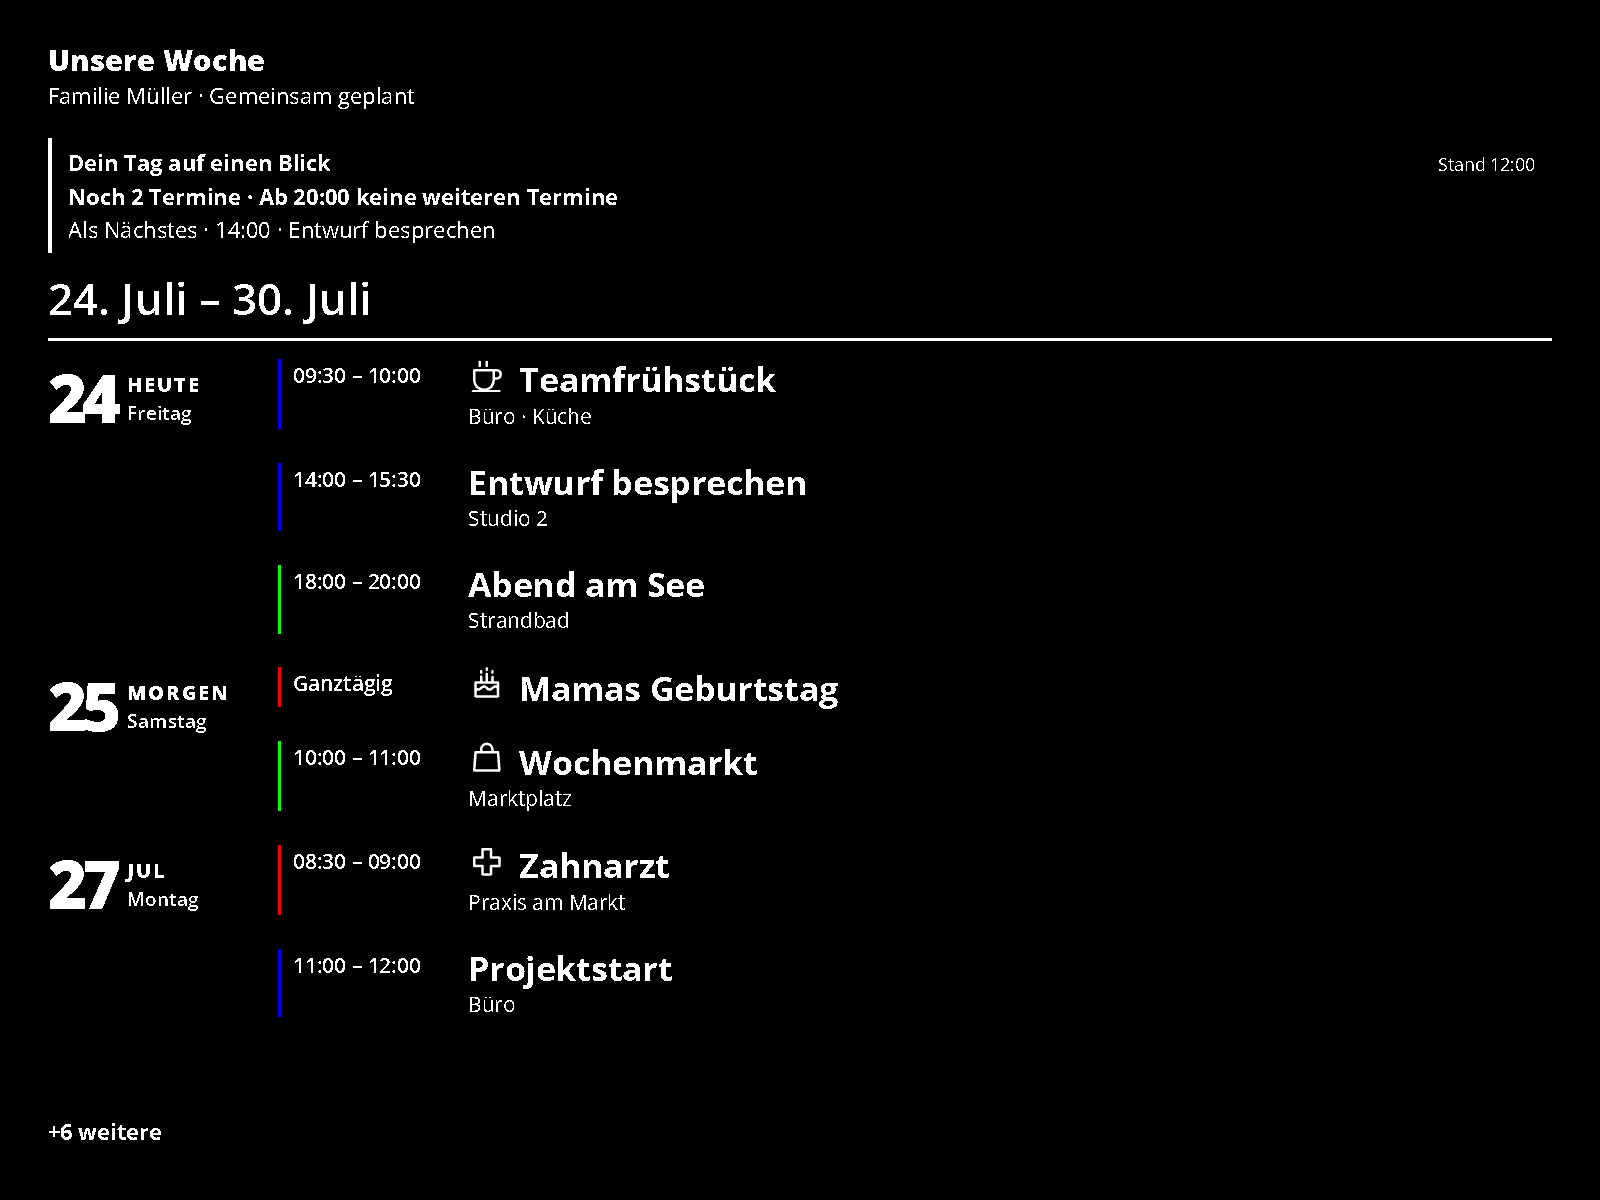 Unsere Woche
Familie Müller · Gemeinsam geplant
Dein Tag auf einen Blick
Stand 12:00
Noch 2 Termine · Ab 20:00 keine weiteren Termine
Als Nächstes · 14:00 · Entwurf besprechen
24. Juli – 30. Juli
24 HEUTE Freitag
09:30 – 10:00 Teamfrühstück
Büro · Küche
14:00 – 15:30 Entwurf besprechen
Studio 2
18:00 – 20:00 Abend am See
Strandbad
25 MORGEN Samstag
Ganztägig Mamas Geburtstag
10:00 – 11:00 Wochenmarkt
Marktplatz
27 JUL Montag
08:30 – 09:00 Zahnarzt
Praxis am Markt
11:00 – 12:00 Projektstart
Büro
+6 weitere